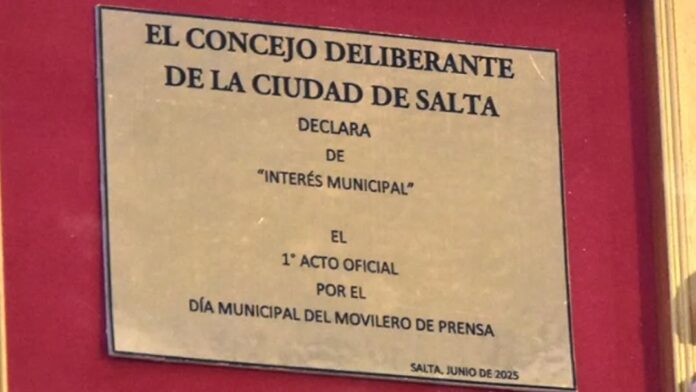 EL CONCEJO DELIBERANTE
DE LA CIUDAD DE SALTA
DECLARA
DE
“INTERÉS MUNICIPAL”
EL
1° ACTO OFICIAL
POR EL
DÍA MUNICIPAL DEL MOVILERO DE PRENSA
SALTA, JUNIO DE 2025